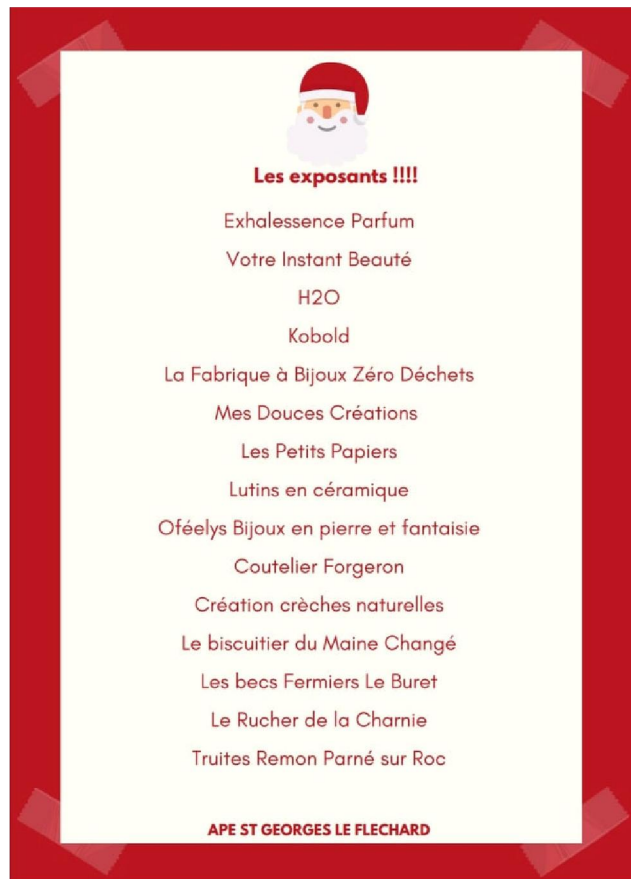 Les exposants !!!!
Exhalessence Parfum
Votre Instant Beauté
H2O
Kobold
La Fabrique à Bijoux Zéro Déchets
Mes Douces Créations
Les Petits Papiers
Lutins en céramique
Oféelys Bijoux en pierre et fantaisie
Coutelier Forgeron
Création crèches naturelles
Le biscuitier du Maine Changé
Les becs Fermiers Le Buret
Le Rucher de la Charnie
Truites Remon Parné sur Roc
APE ST GEORGES LE FLECHARD